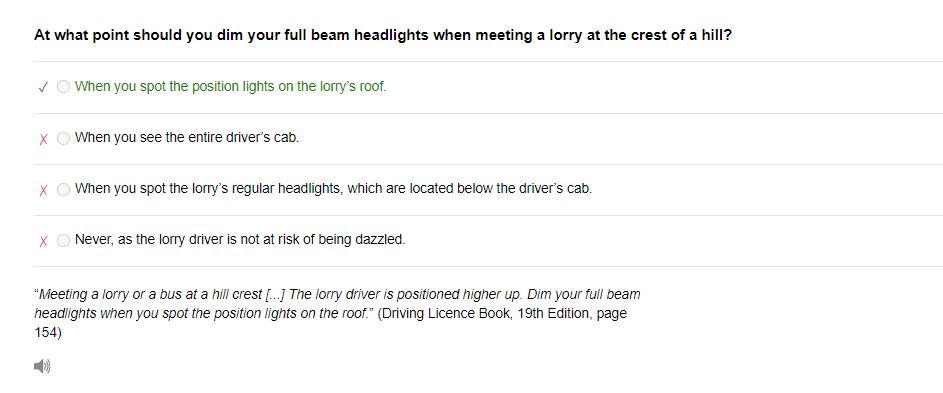 At what point should you dim your full beam headlights when meeting a lorry at the crest of a hill?
✓ When you spot the position lights on the lorry's roof.
✗ When you see the entire driver's cab.
✗ When you spot the lorry's regular headlights, which are located below the driver's cab.
✗ Never, as the lorry driver is not at risk of being dazzled.
“Meeting a lorry or a bus at a hill crest [...] The lorry driver is positioned higher up. Dim your full beam
headlights when you spot the position lights on the roof.” (Driving Licence Book, 19th Edition, page
154)